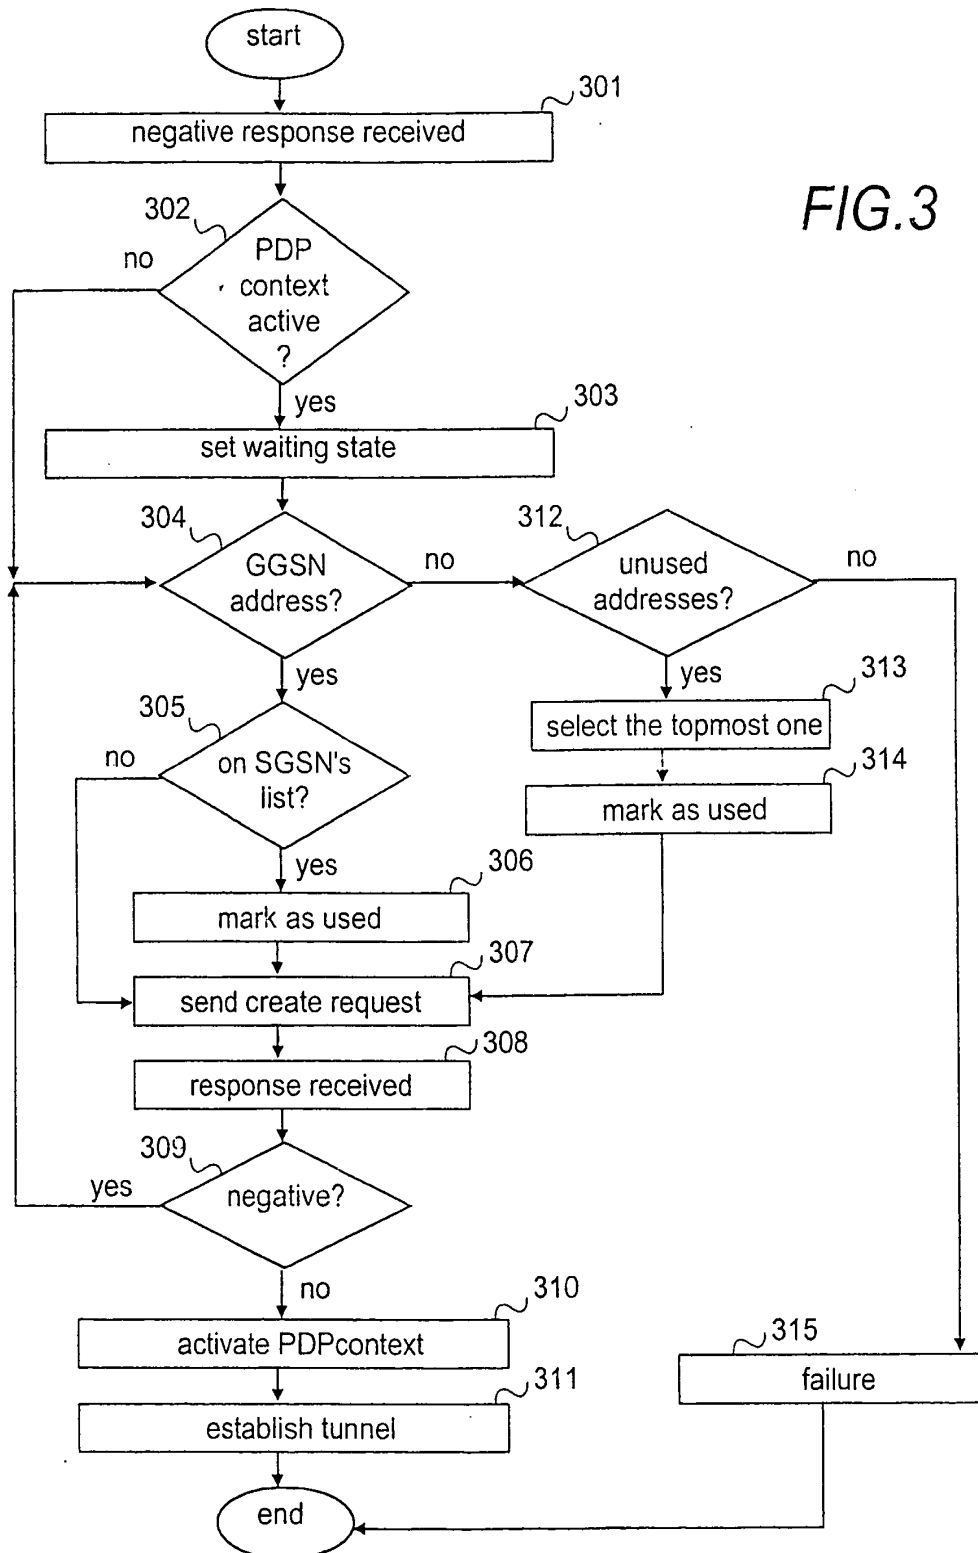 start
301
negative response received
FIG.3
302
PDP
context
active
?
no
yes
303
set waiting state
304
GGSN
address?
no
yes
312
unused
addresses?
no
yes
305
on SGSN's
list?
no
yes
313
select the topmost one
314
mark as used
306
mark as used
307
send create request
308
response received
309
negative?
yes
no
310
activate PDPcontext
311
establish tunnel
315
failure
end